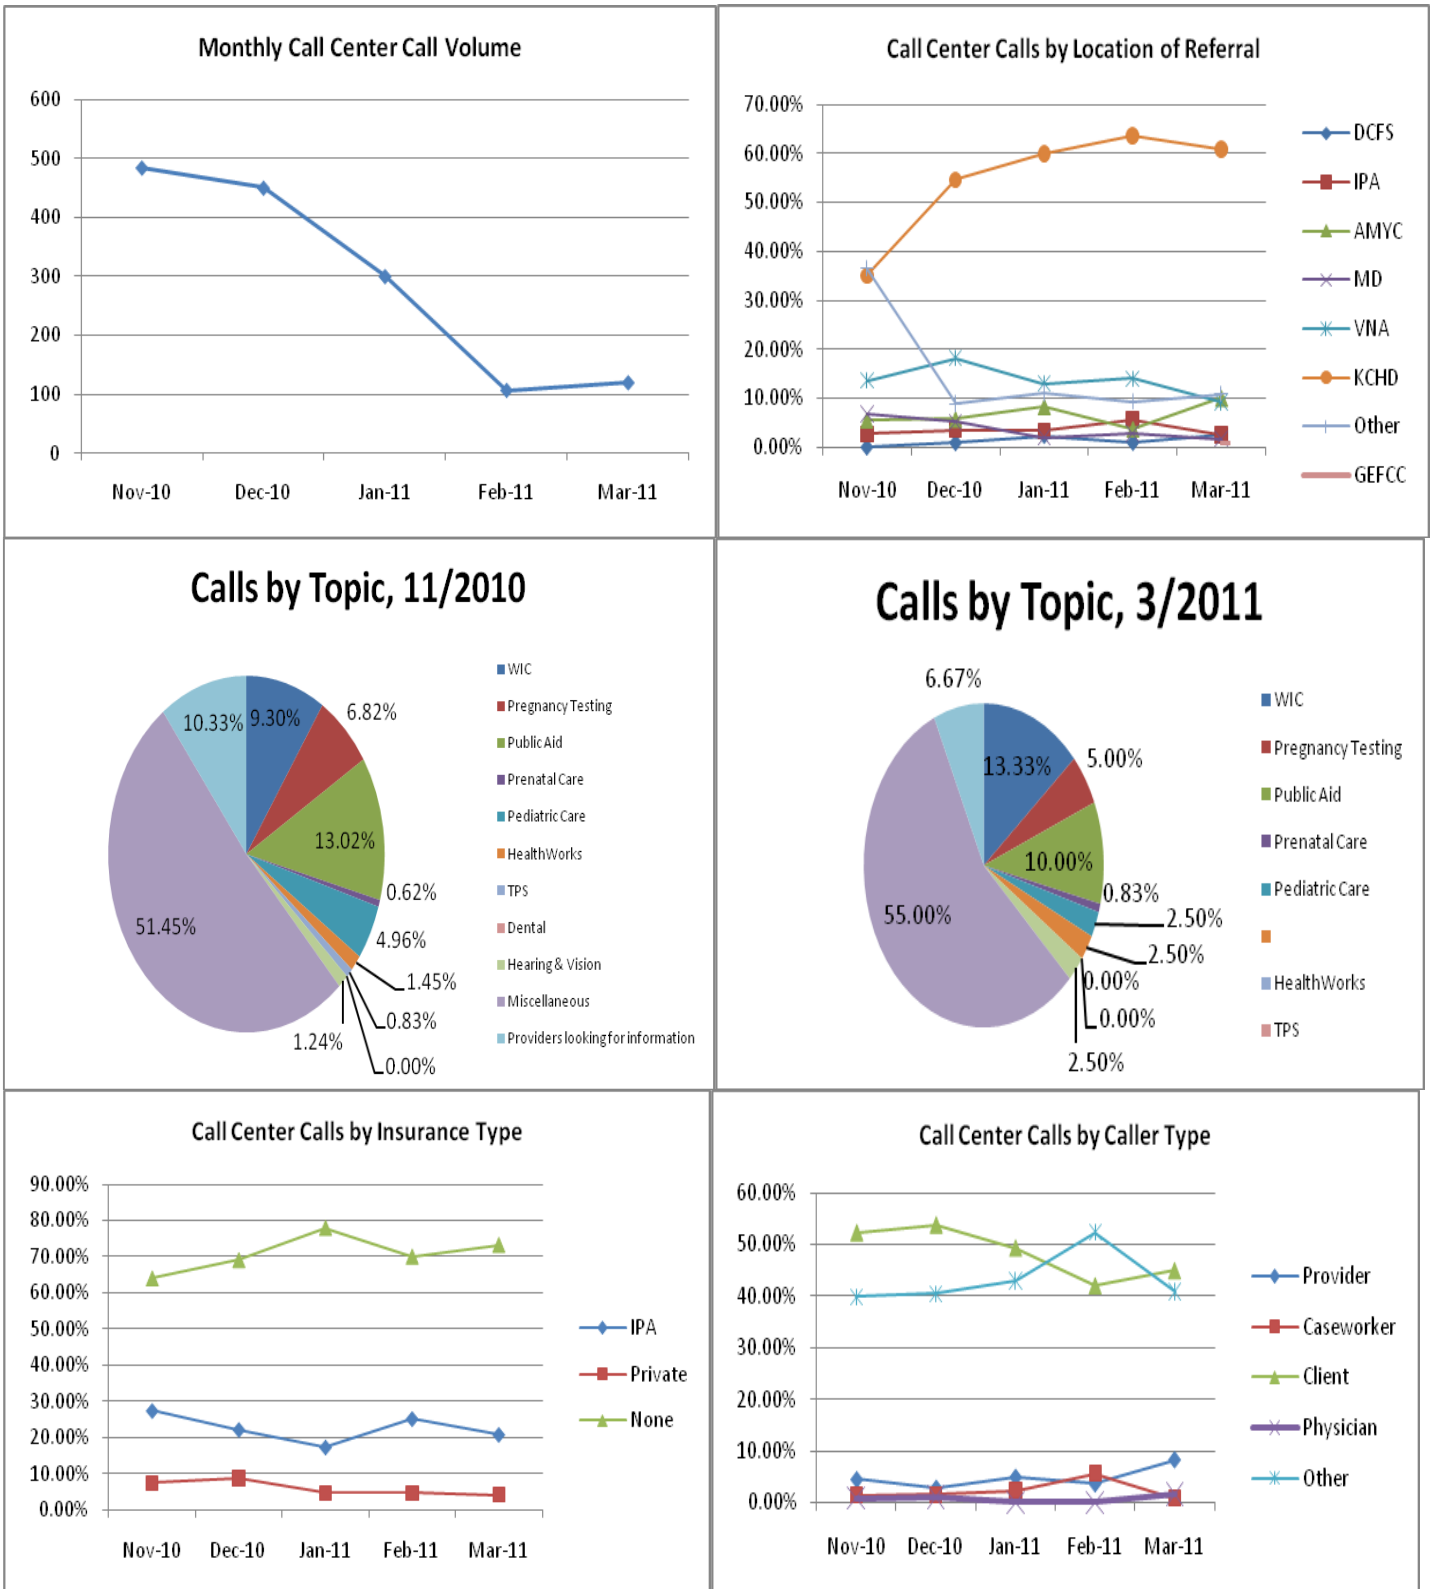 Monthly Call Center Call Volume
600
500
400
300
200
100
0
Nov-10 Dec-10 Jan-11 Feb-11 Mar-11
Call Center Calls by Location of Referral
70.00%
60.00%
50.00%
40.00%
30.00%
20.00%
10.00%
0.00%
Nov-10 Dec-10 Jan-11 Feb-11 Mar-11
DCFS
IPA
AMYC
MD
VNA
KCHD
Other
GEFCC
Calls by Topic, 11/2010
10.33%
9.30%
6.82%
13.02%
0.62%
4.96%
1.45%
0.83%
0.00%
1.24%
51.45%
WIC
Pregnancy Testing
Public Aid
Prenatal Care
Pediatric Care
HealthWorks
TPS
Dental
Hearing & Vision
Miscellaneous
Providers looking for information
Calls by Topic, 3/2011
6.67%
13.33%
5.00%
10.00%
0.83%
2.50%
2.50%
0.00%
0.00%
2.50%
55.00%
WIC
Pregnancy Testing
Public Aid
Prenatal Care
Pediatric Care
HealthWorks
TPS
Call Center Calls by Insurance Type
90.00%
80.00%
70.00%
60.00%
50.00%
40.00%
30.00%
20.00%
10.00%
0.00%
Nov-10 Dec-10 Jan-11 Feb-11 Mar-11
IPA
Private
None
Call Center Calls by Caller Type
60.00%
50.00%
40.00%
30.00%
20.00%
10.00%
0.00%
Nov-10 Dec-10 Jan-11 Feb-11 Mar-11
Provider
Caseworker
Client
Physician
Other